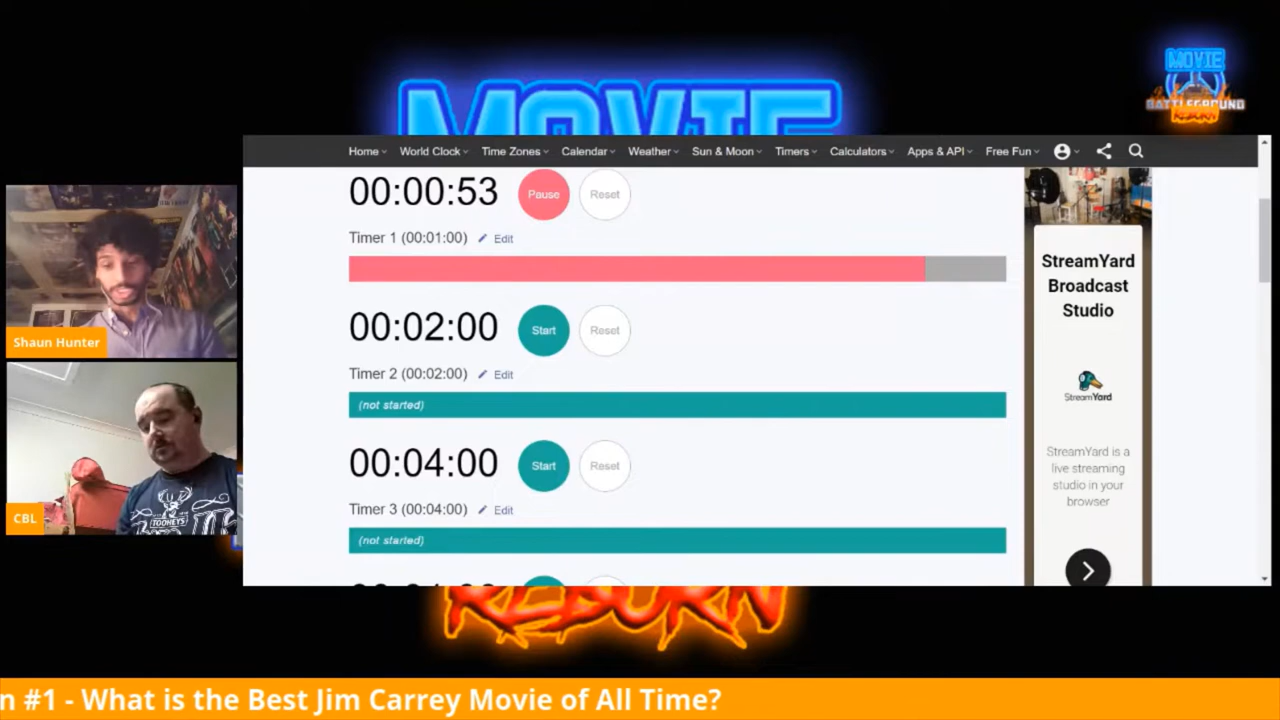 MOVIE
MOVIE
BATTLEGROUND
REBORN
Home World Clock Time Zones Calendar Weather Sun & Moon Timers Calculators Apps & API Free Fun
00:00:53 Pause Reset
Timer 1 (00:01:00) Edit
00:02:00 Start Reset
Timer 2 (00:02:00) Edit
(not started)
00:04:00 Start Reset
Timer 3 (00:04:00) Edit
(not started)
StreamYard
Broadcast
Studio
StreamYard
StreamYard is a
live streaming
studio in your
browser
Shaun Hunter
CBL
TOOHEYS
REBORN
n #1 - What is the Best Jim Carrey Movie of All Time?